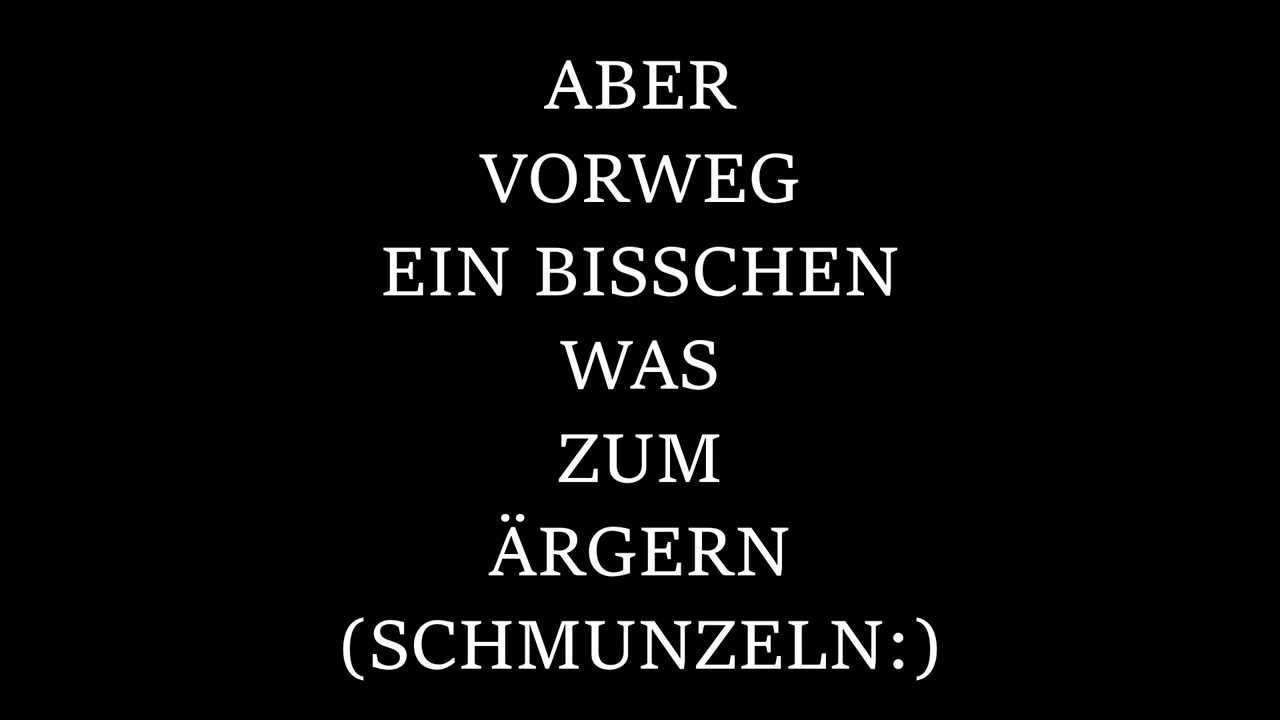 ABER
VORWEG
EIN BISSCHEN
WAS
ZUM
ÄRGERN
(SCHMUNZELN:)